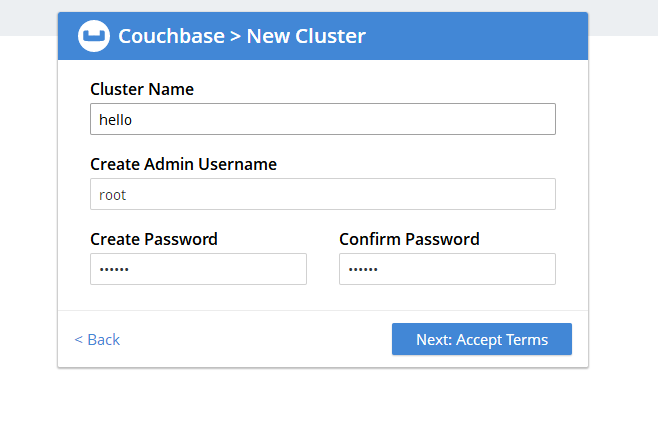 Couchbase > New Cluster
Cluster Name
hello
Create Admin Username
root
Create Password Confirm Password
•••••• ••••••
< Back Next: Accept Terms